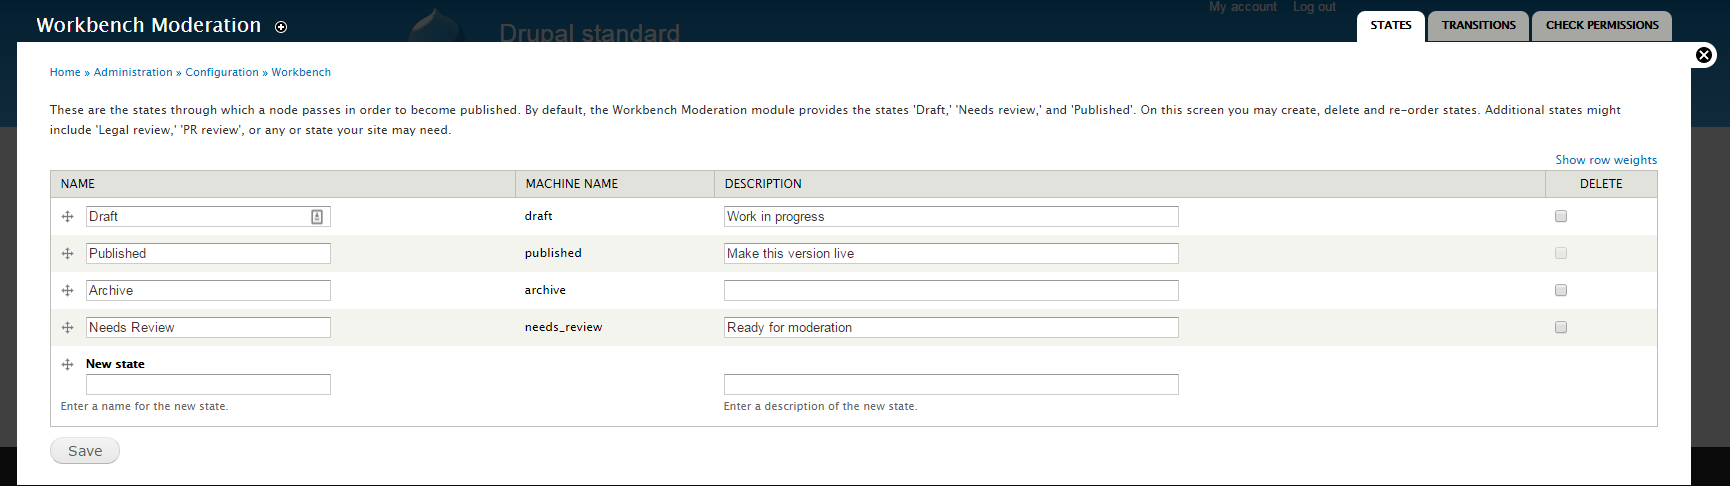 My account Log out
Workbench Moderation
Drupal standard
STATES TRANSITIONS CHECK PERMISSIONS
Home » Administration » Configuration » Workbench
These are the states through which a node passes in order to become published. By default, the Workbench Moderation module provides the states 'Draft,' 'Needs review,' and 'Published'. On this screen you may create, delete and re-order states. Additional states might
include 'Legal review,' 'PR review', or any or state your site may need.
Show row weights
NAME MACHINE NAME DESCRIPTION DELETE
Draft draft Work in progress
Published published Make this version live
Archive archive
Needs Review needs_review Ready for moderation
New state
Enter a name for the new state. Enter a description of the new state.
Save